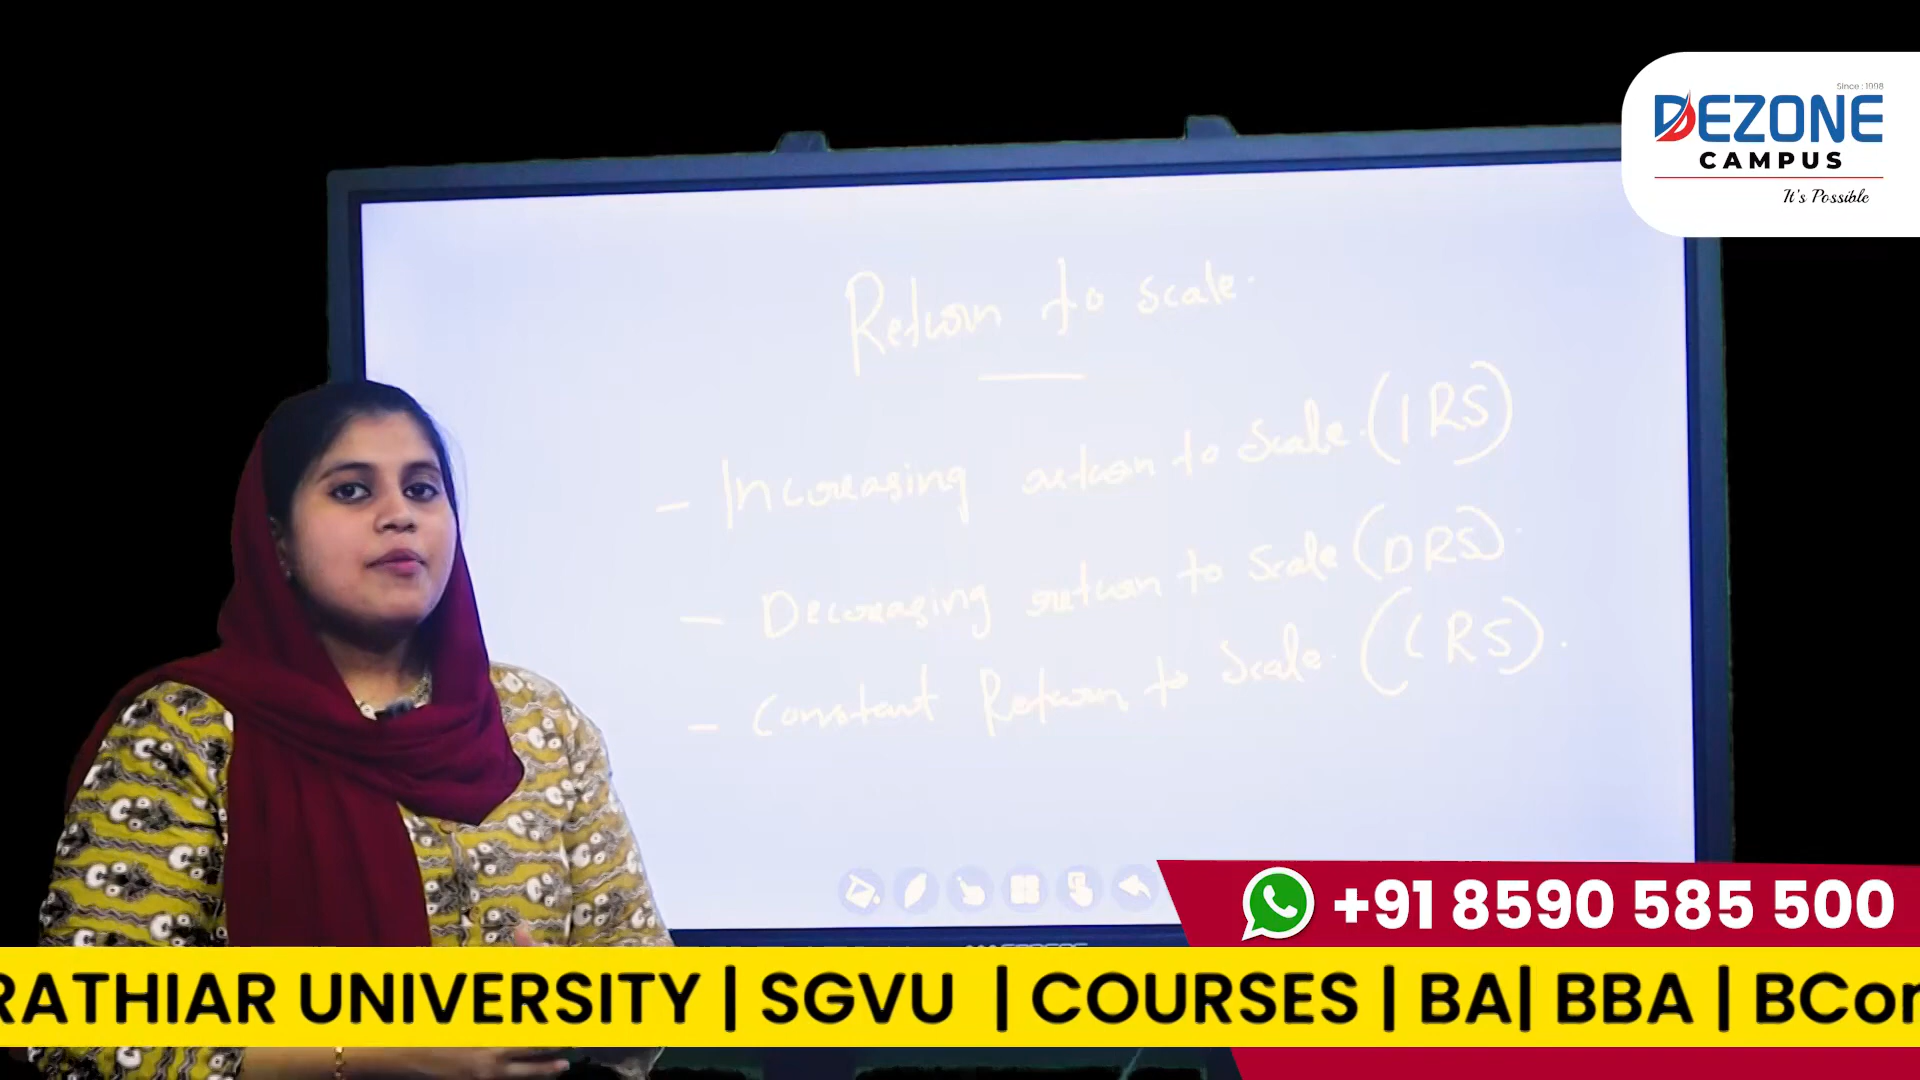 Since : 1998
DEZONE
CAMPUS
It's Possible
Return to scale.
- Increasing return to scale. (IRS)
- Decreasing return to scale (DRS).
- Constant Return to scale. (CRS).
+91 8590 585 500
RATHIAR UNIVERSITY | SGVU | COURSES | BA| BBA | BCom